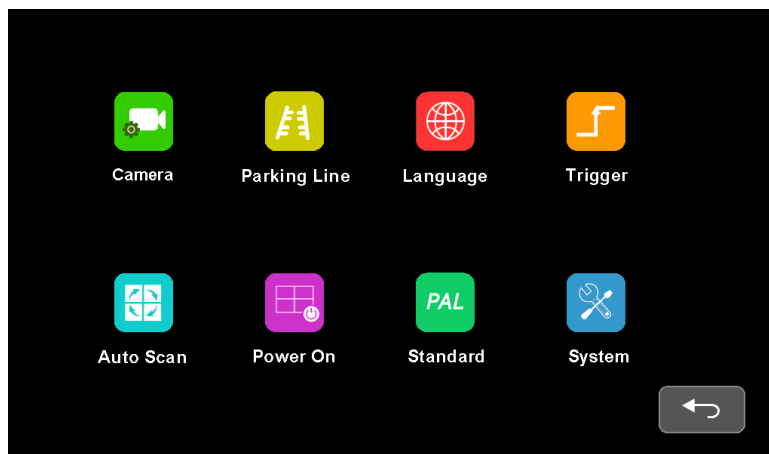 Camera
Parking Line
Language
Trigger
PAL
Auto Scan
Power On
Standard
System